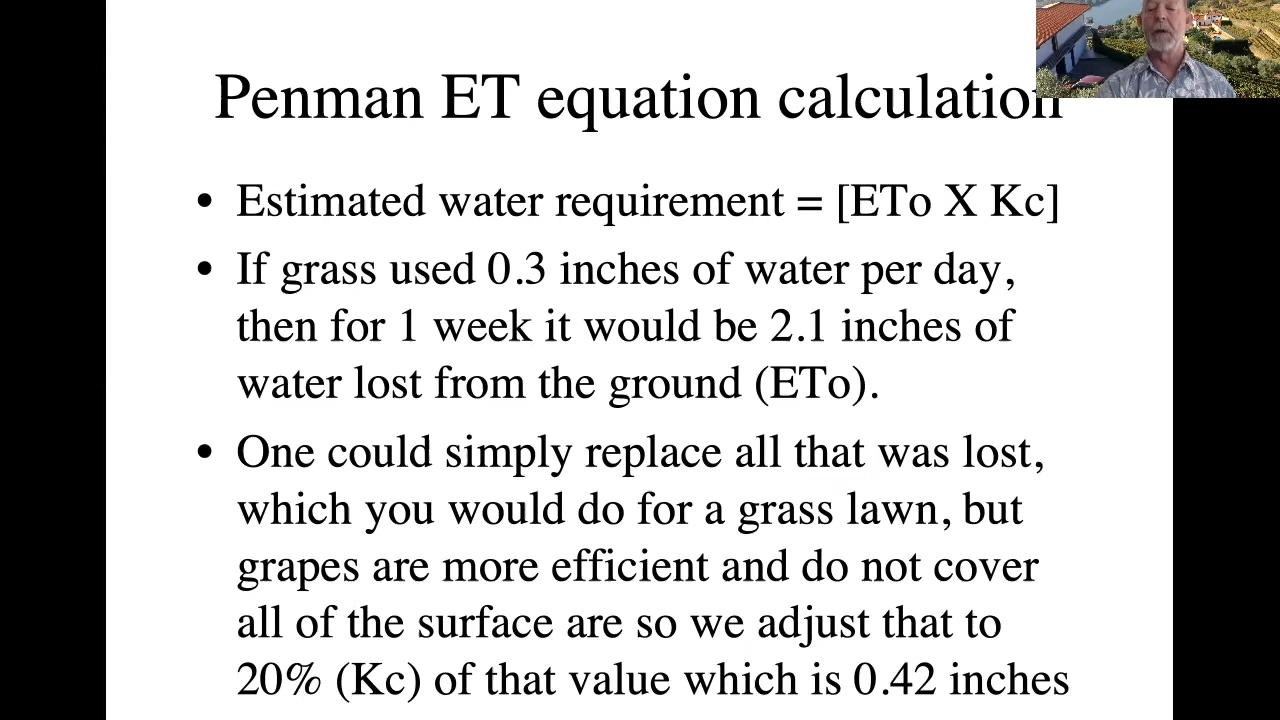 Penman ET equation calculation
• Estimated water requirement = [ETo X Kc]
• If grass used 0.3 inches of water per day,
then for 1 week it would be 2.1 inches of
water lost from the ground (ETo).
• One could simply replace all that was lost,
which you would do for a grass lawn, but
grapes are more efficient and do not cover
all of the surface are so we adjust that to
20% (Kc) of that value which is 0.42 inches